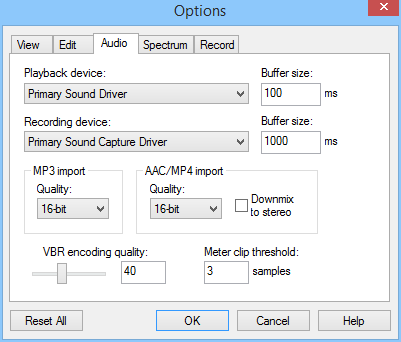 Options
View Edit Audio Spectrum Record
Playback device: Buffer size:
Primary Sound Driver 100 ms
Recording device: Buffer size:
Primary Sound Capture Driver 1000 ms
MP3 import AAC/MP4 import
Quality: Quality:
16-bit 16-bit Downmix
to stereo
VBR encoding quality: Meter clip threshold:
40 3 samples
Reset All OK Cancel Help